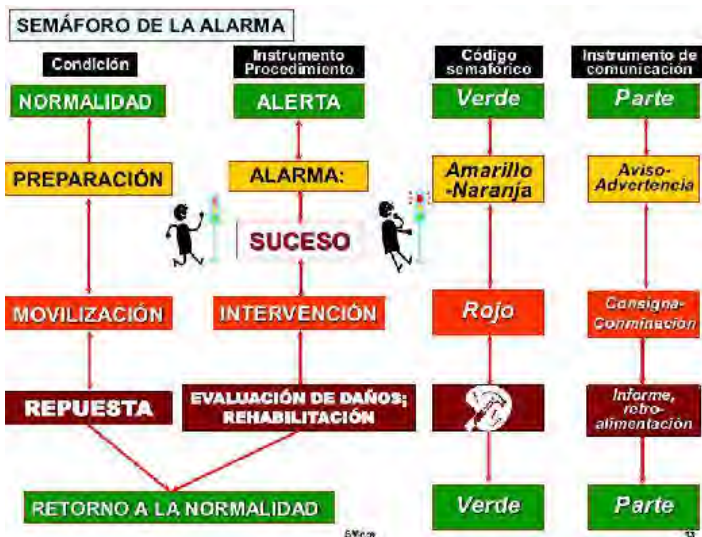 SEMÁFORO DE LA ALARMA
Condición
Instrumento
Procedimiento
Código
semafórico
Instrumento de
comunicación
NORMALIDAD
ALERTA
Verde
Parte
PREPARACIÓN
ALARMA:
Amarillo
-Naranja
Aviso-
Advertencia
SUCESO
MOVILIZACIÓN
INTERVENCIÓN
Rojo
Consigna-
Conminación
REPUESTA
EVALUACIÓN DE DAÑOS;
REHABILITACIÓN
Informe,
retro-
alimentación
RETORNO A LA NORMALIDAD
Verde
Parte